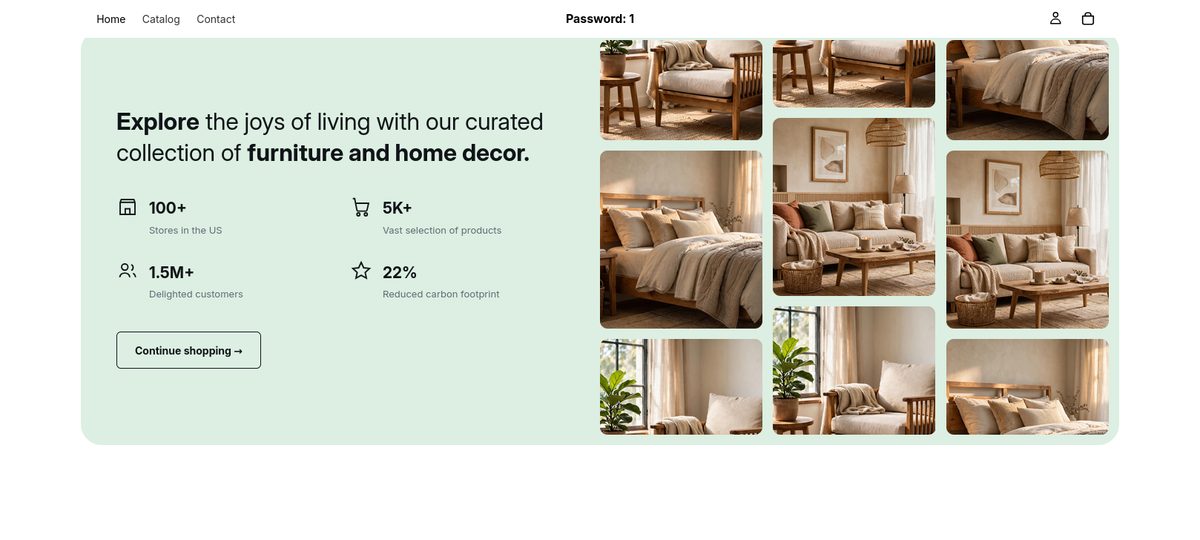 Home Catalog Contact Password: 1
Explore the joys of living with our curated
collection of furniture and home decor.
100+
Stores in the US
5K+
Vast selection of products
1.5M+
Delighted customers
22%
Reduced carbon footprint
Continue shopping →